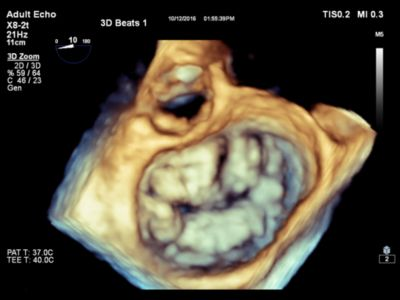 Adult Echo
X8-2t
21Hz
11cm
3D Beats 1
10/12/2016 01:55:39PM
TIS0.2 MI 0.3
M5
0 10 180
3D Zoom
2D / 3D
% 59 / 64
C 46 / 23
Gen
PAT T: 37.0C
TEE T: 40.0C
2